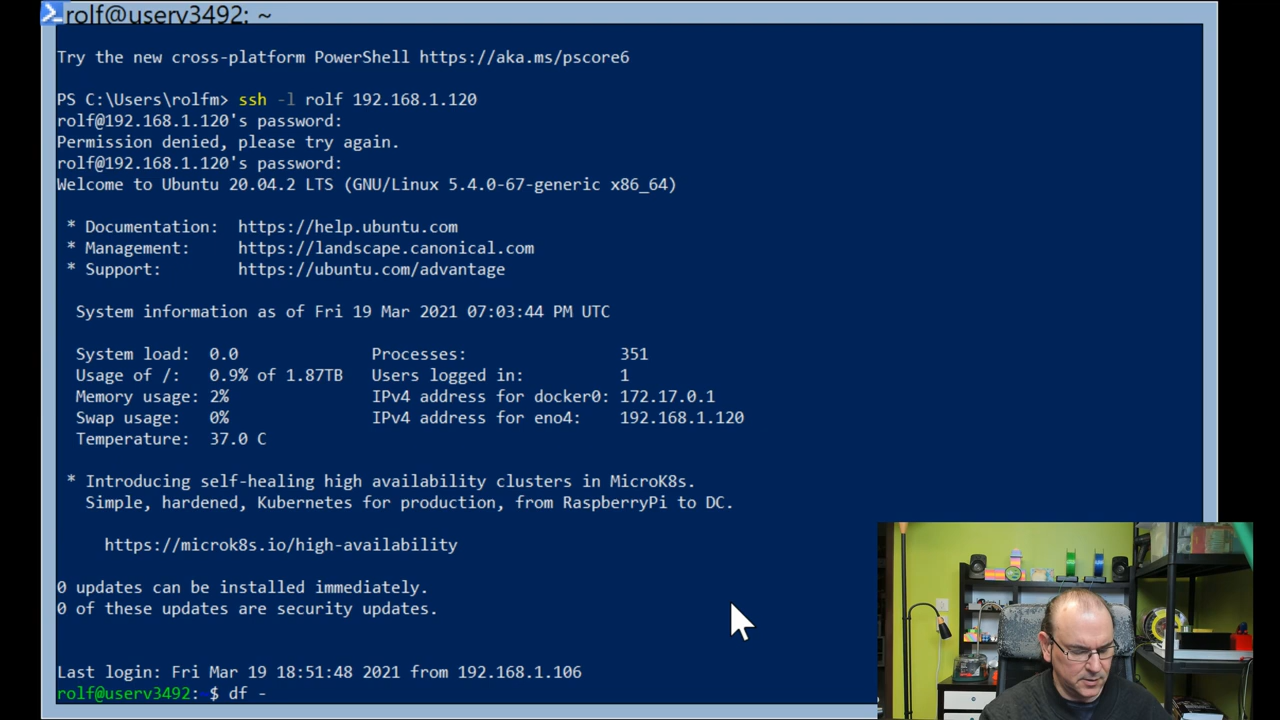 rolf@userv3492: ~
Try the new cross-platform PowerShell https://aka.ms/pscore6
PS C:\Users\rolfm> ssh -l rolf 192.168.1.120
rolf@192.168.1.120's password:
Permission denied, please try again.
rolf@192.168.1.120's password:
Welcome to Ubuntu 20.04.2 LTS (GNU/Linux 5.4.0-67-generic x86_64)
* Documentation: https://help.ubuntu.com
* Management: https://landscape.canonical.com
* Support: https://ubuntu.com/advantage
System information as of Fri 19 Mar 2021 07:03:44 PM UTC
System load: 0.0 Processes: 351
Usage of /: 0.9% of 1.87TB Users logged in: 1
Memory usage: 2% IPv4 address for docker0: 172.17.0.1
Swap usage: 0% IPv4 address for eno4: 192.168.1.120
Temperature: 37.0 C
* Introducing self-healing high availability clusters in MicroK8s.
Simple, hardened, Kubernetes for production, from RaspberryPi to DC.
https://microk8s.io/high-availability
0 updates can be installed immediately.
0 of these updates are security updates.
Last login: Fri Mar 19 18:51:48 2021 from 192.168.1.106
rolf@userv3492:~$ df -